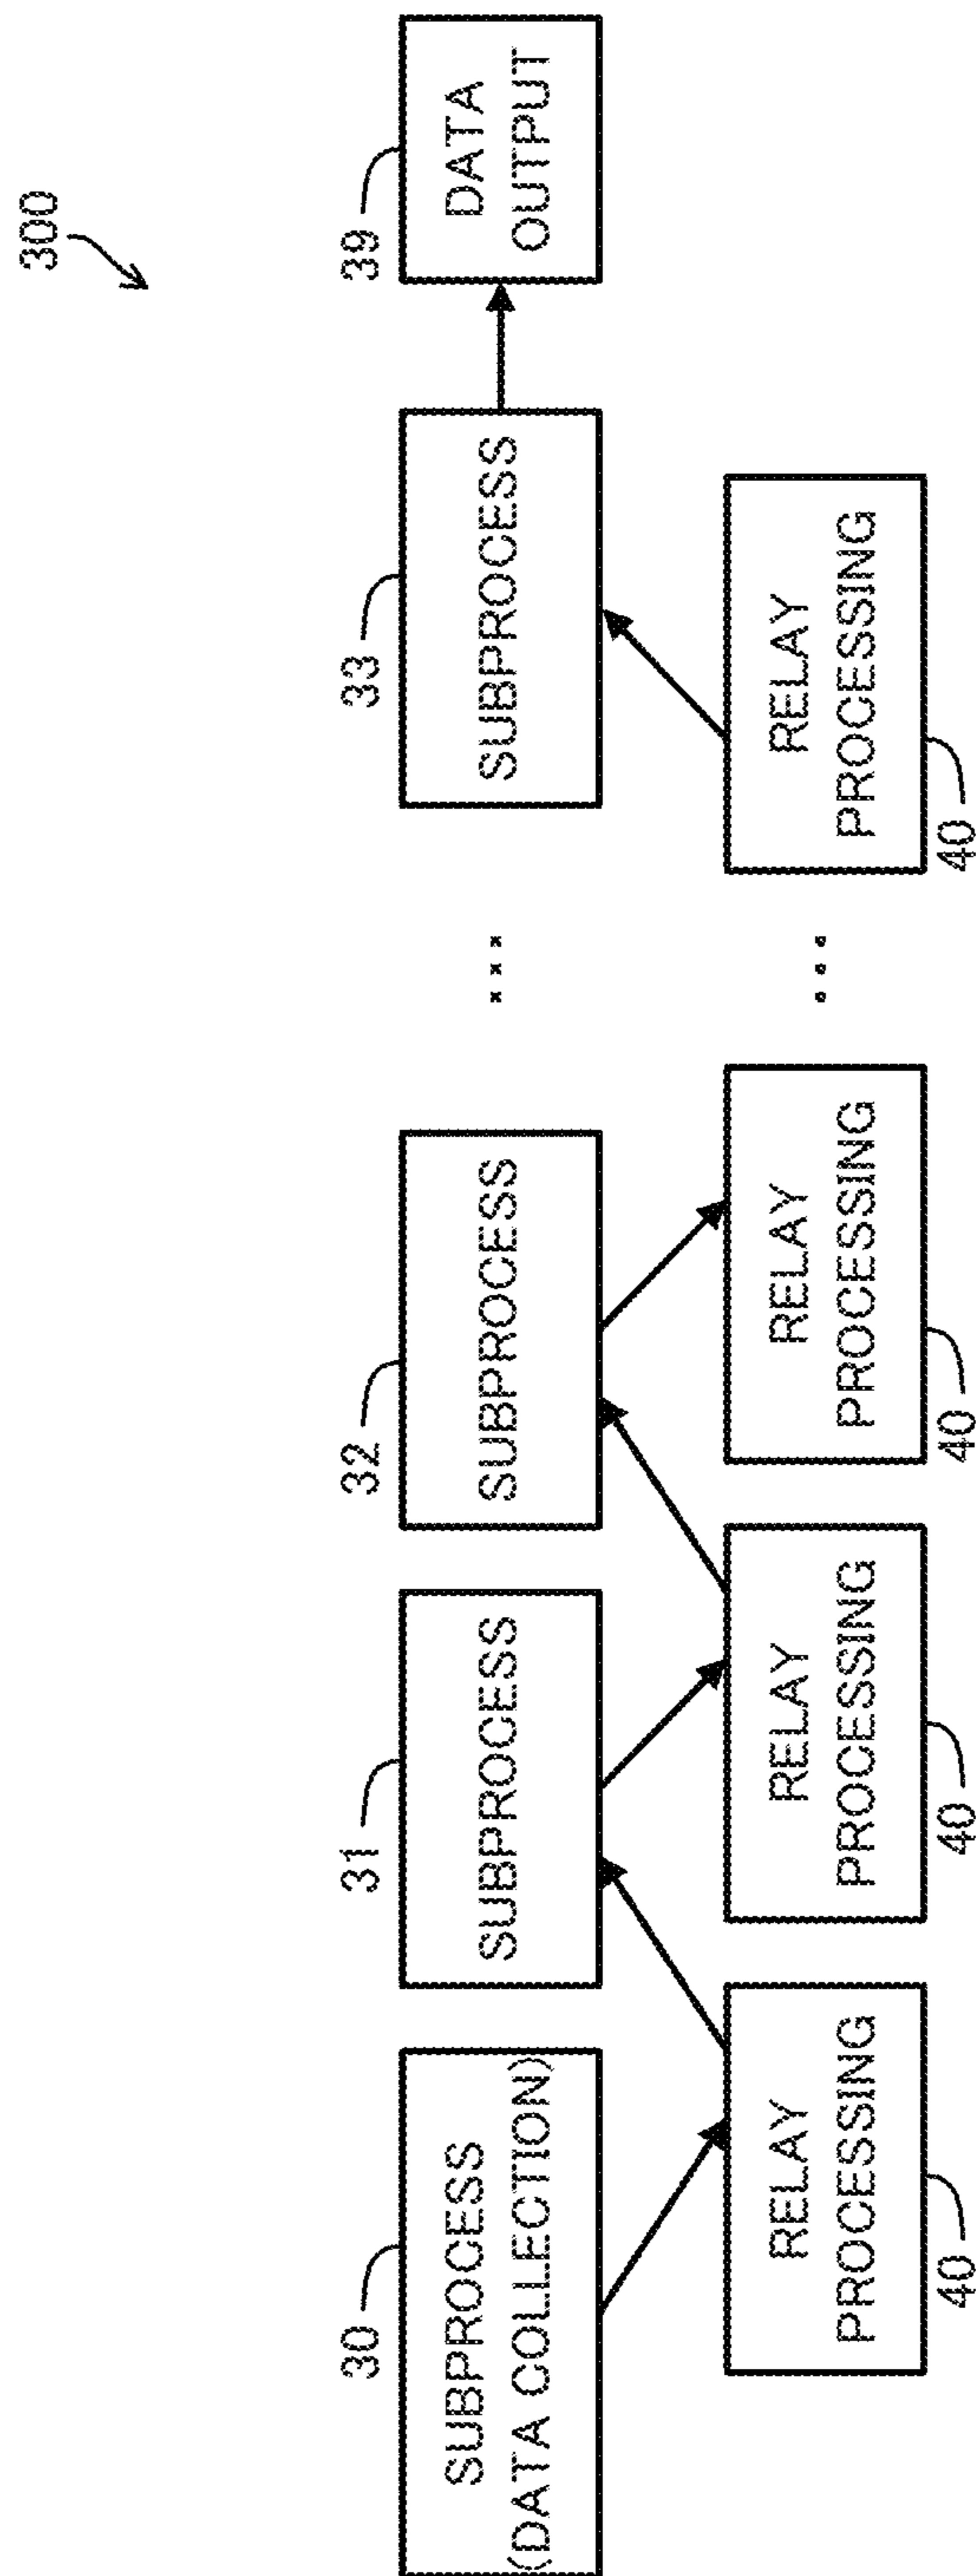 300
30
SUBPROCESS
(DATA COLLECTION)
31
SUBPROCESS
32
SUBPROCESS
...
33
SUBPROCESS
39
DATA
OUTPUT
RELAY
PROCESSING
40
RELAY
PROCESSING
40
RELAY
PROCESSING
40
...
RELAY
PROCESSING
40